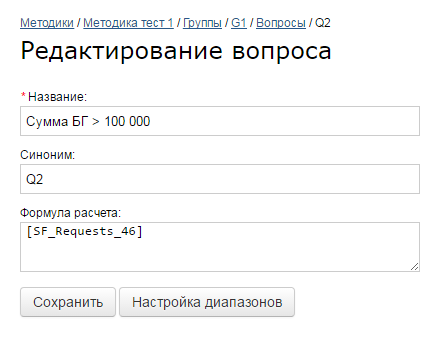 Методики / Методика тест 1 / Группы / G1 / Вопросы / Q2
Редактирование вопроса
* Название:
Сумма БГ > 100 000
Синоним:
Q2
Формула расчета:
[SF_Requests_46]
Сохранить Настройка диапазонов